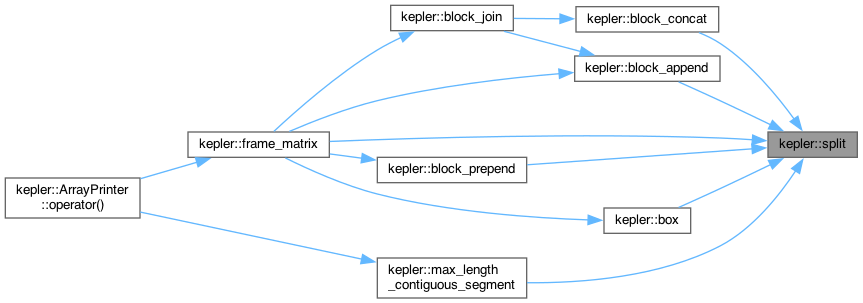 kepler::block_join
kepler::block_concat
kepler::block_append
kepler::frame_matrix
kepler::split
kepler::block_prepend
kepler::ArrayPrinter
::operator()
kepler::box
kepler::max_length
_contiguous_segment